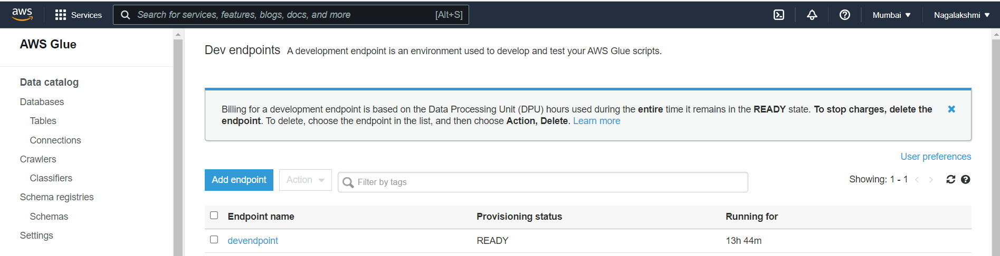 aws
Services
Search for services, features, blogs, docs, and more
[Alt+S]
Mumbai
Nagalakshmi
AWS Glue
Data catalog
Databases
Tables
Connections
Crawlers
Classifiers
Schema registries
Schemas
Settings
Dev endpoints A development endpoint is an environment used to develop and test your AWS Glue scripts.
Billing for a development endpoint is based on the Data Processing Unit (DPU) hours used during the entire time it remains in the READY state. To stop charges, delete the
endpoint. To delete, choose the endpoint in the list, and then choose Action, Delete. Learn more
User preferences
Add endpoint
Action
Filter by tags
Showing: 1 - 1
Endpoint name Provisioning status Running for
devendpoint READY 13h 44m